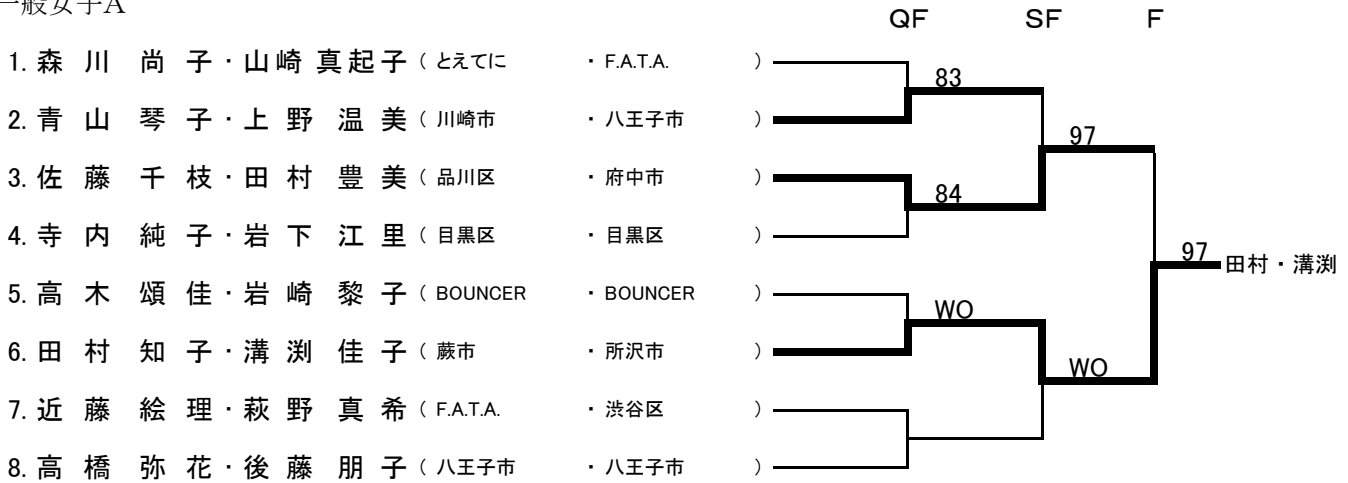 一般女子A
QF SF F
1. 森川 尚子・山崎 真起子 ( とえてに ・ F.A.T.A. )
83
2. 青山 琴子・上野 温美 ( 川崎市 ・ 八王子市 )
97
3. 佐藤 千枝・田村 豊美 ( 品川区 ・ 府中市 )
84
4. 寺内 純子・岩下 江里 ( 目黒区 ・ 目黒区 )
97 田村・溝渕
5. 高木 頌佳・岩崎 黎子 ( BOUNCER ・ BOUNCER )
WO
6. 田村 知子・溝渕 佳子 ( 蕨市 ・ 所沢市 )
WO
7. 近藤 絵理・萩野 真希 ( F.A.T.A. ・ 渋谷区 )
8. 高橋 弥花・後藤 朋子 ( 八王子市 ・ 八王子市 )